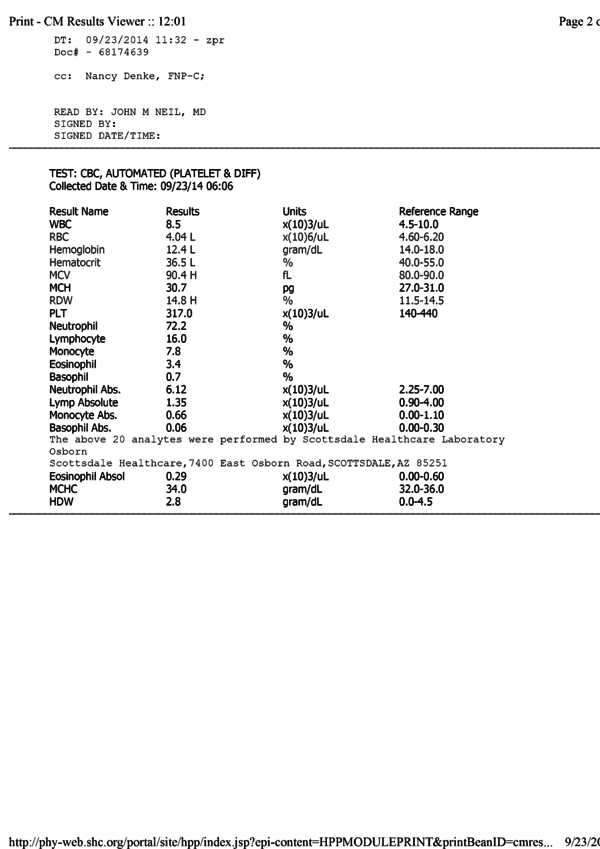 Print - CM Results Viewer :: 12:01 Page 2 o
DT: 09/23/2014 11:32 - zpr
Doc# - 68174639
cc: Nancy Denke, FNP-C;
READ BY: JOHN M NEIL, MD
SIGNED BY:
SIGNED DATE/TIME:
TEST: CBC, AUTOMATED (PLATELET & DIFF)
Collected Date & Time: 09/23/14 06:06
Result Name Results Units Reference Range
WBC 8.5 x(10)3/uL 4.5-10.0
RBC 4.04 L x(10)6/uL 4.60-6.20
Hemoglobin 12.4 L gram/dL 14.0-18.0
Hematocrit 36.5 L % 40.0-55.0
MCV 90.4 H fL 80.0-90.0
MCH 30.7 pg 27.0-31.0
RDW 14.8 H % 11.5-14.5
PLT 317.0 x(10)3/uL 140-440
Neutrophil 72.2 %
Lymphocyte 16.0 %
Monocyte 7.8 %
Eosinophil 3.4 %
Basophil 0.7 %
Neutrophil Abs. 6.12 x(10)3/uL 2.25-7.00
Lymp Absolute 1.35 x(10)3/uL 0.90-4.00
Monocyte Abs. 0.66 x(10)3/uL 0.00-1.10
Basophil Abs. 0.06 x(10)3/uL 0.00-0.30
The above 20 analytes were performed by Scottsdale Healthcare Laboratory
Osborn
Scottsdale Healthcare,7400 East Osborn Road,SCOTTSDALE,AZ 85251
Eosinophil Absol 0.29 x(10)3/uL 0.00-0.60
MCHC 34.0 gram/dL 32.0-36.0
HDW 2.8 gram/dL 0.0-4.5
http://phy-web.shc.org/portal/site/hpp/index.jsp?epi-content=HPPMODULEPRINT&printBeanID=cmres... 9/23/20